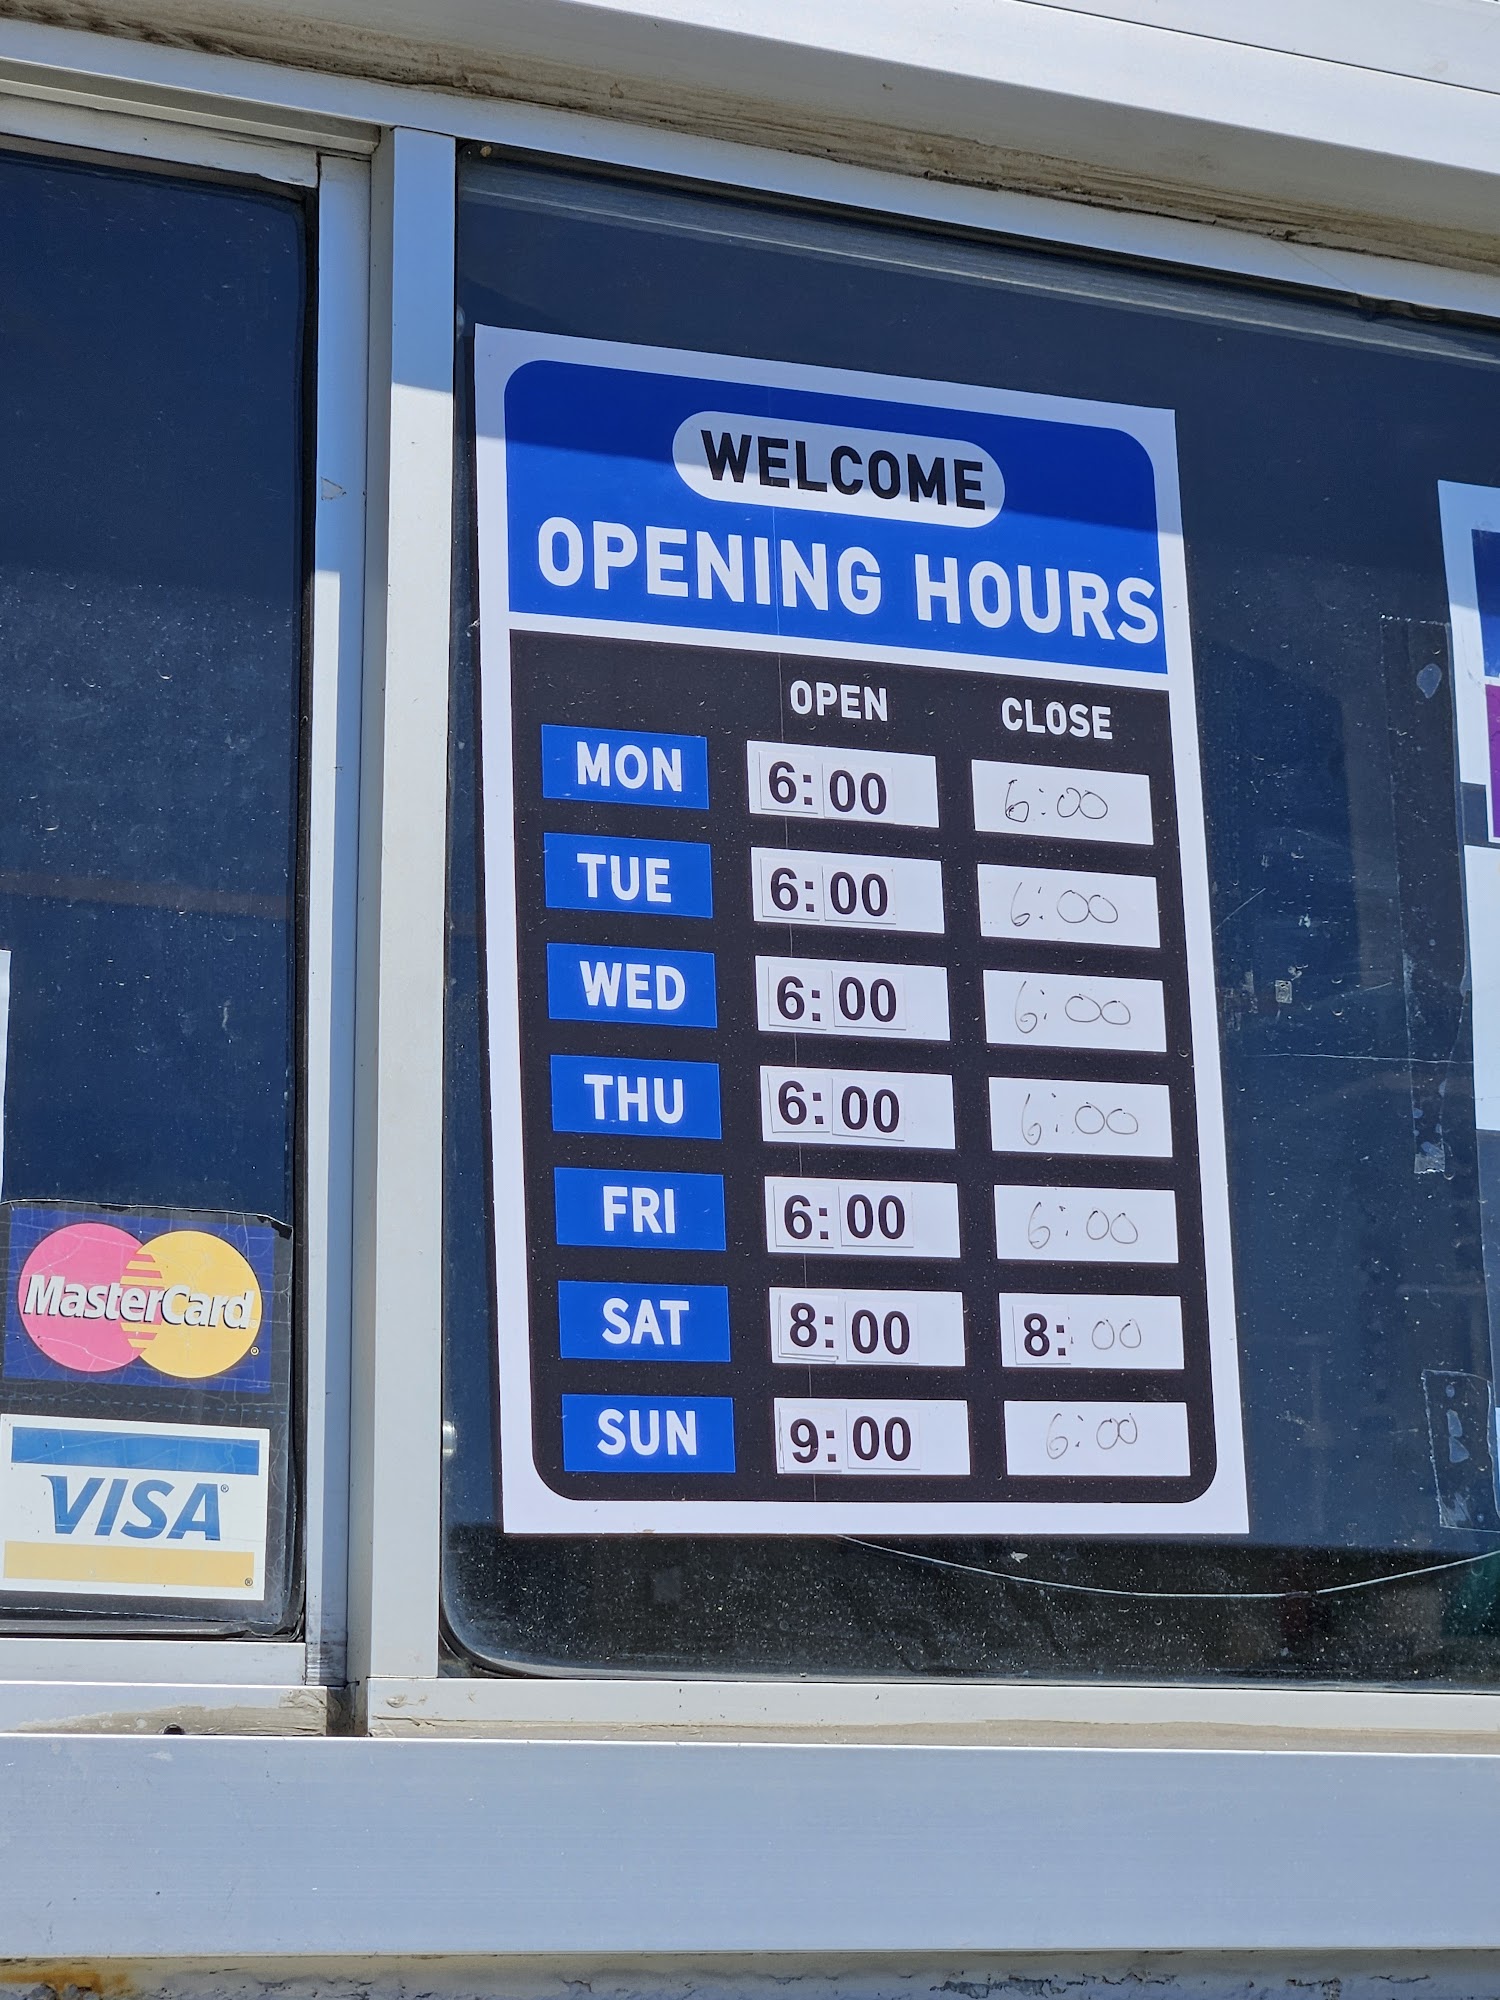 WELCOME
OPENING HOURS
OPEN CLOSE
MON 6:00 6:00
TUE 6:00 6:00
WED 6:00 6:00
THU 6:00 6:00
FRI 6:00 6:00
SAT 8:00 8:00
SUN 9:00 6:00
MasterCard
VISA